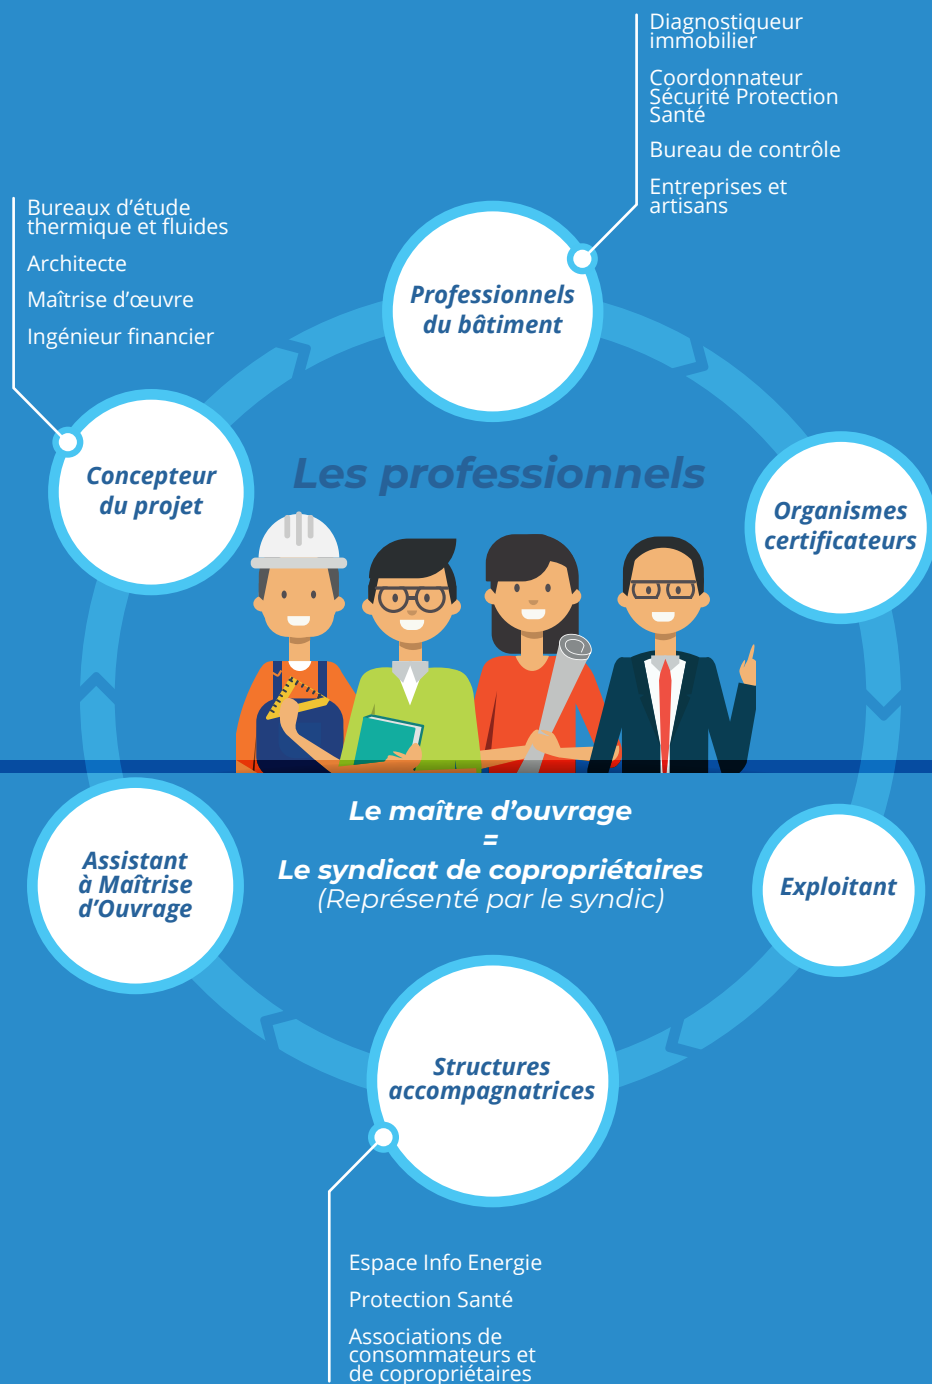 Diagnostiqueur
immobilier
Coordonnateur
Sécurité Protection
Santé
Bureau de contrôle
Entreprises et
artisans
Bureaux d’étude
thermique et fluides
Architecte
Maîtrise d’œuvre
Ingénieur financier
Professionnels
du bâtiment
Concepteur
du projet
Les professionnels
Organismes
certificateurs
Le maître d’ouvrage
=
Le syndicat de copropriétaires
(Représenté par le syndic)
Assistant
à Maîtrise
d’Ouvrage
Exploitant
Structures
accompagnatrices
Espace Info Energie
Protection Santé
Associations de
consommateurs et
de copropriétaires